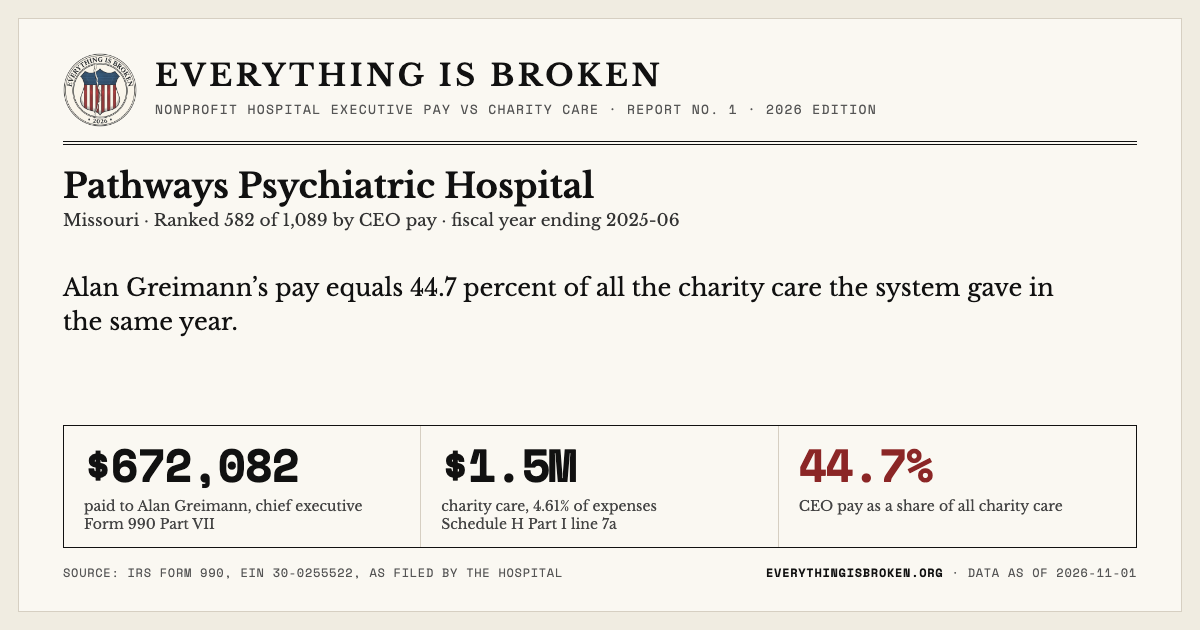 EVERYTHING IS BROKEN
2026
EVERYTHING IS BROKEN
NONPROFIT HOSPITAL EXECUTIVE PAY VS CHARITY CARE · REPORT NO. 1 · 2026 EDITION
Pathways Psychiatric Hospital
Missouri · Ranked 582 of 1,089 by CEO pay · fiscal year ending 2025-06
Alan Greimann’s pay equals 44.7 percent of all the charity care the system gave in
the same year.
$672,082
paid to Alan Greimann, chief executive
Form 990 Part VII
$1.5M
charity care, 4.61% of expenses
Schedule H Part I line 7a
44.7%
CEO pay as a share of all charity care
SOURCE: IRS FORM 990, EIN 30-0255522, AS FILED BY THE HOSPITAL
EVERYTHINGISBROKEN.ORG · DATA AS OF 2026-11-01